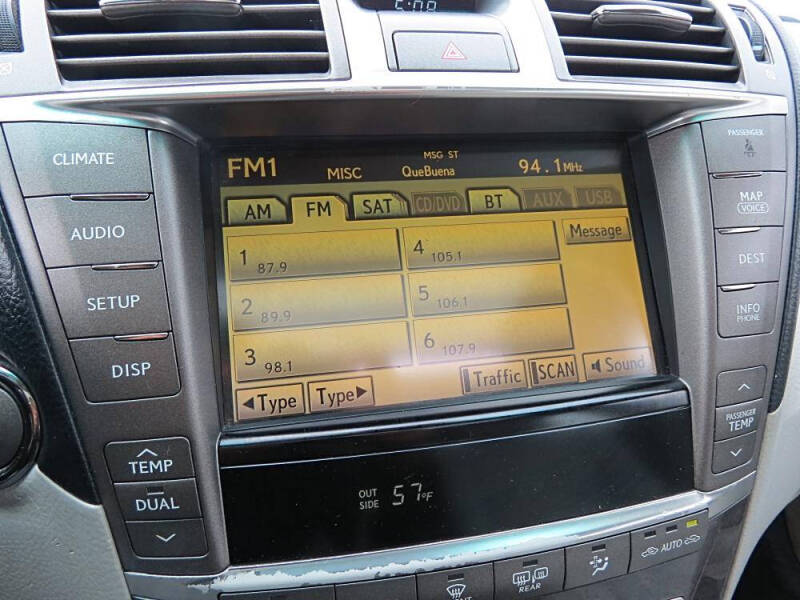 5:08
FM1 MISC MSG ST QueBuena 94.1MHz
AM FM SAT CD/DVD BT AUX USB
1 87.9
4 105.1
Message
2 89.9
5 106.1
3 98.1
6 107.9
◄Type Type► Traffic SCAN Sound
CLIMATE
AUDIO
SETUP
DISP
TEMP
DUAL
PASSENGER
MAP
VOICE
DEST
INFO
PHONE
PASSENGER
TEMP
OUT
SIDE 57°F
REAR
AUTO